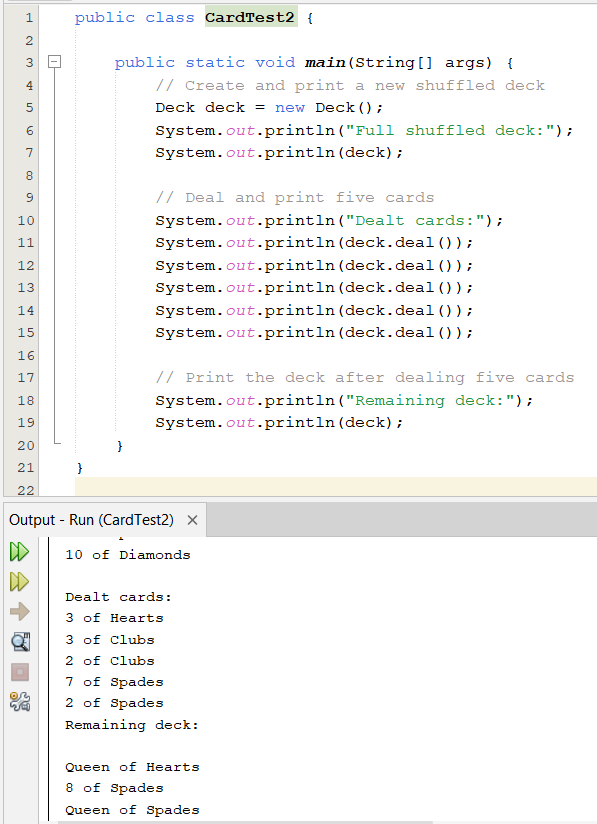 1 public class CardTest2 {
2
3 public static void main(String[] args) {
4 // Create and print a new shuffled deck
5 Deck deck = new Deck();
6 System.out.println("Full shuffled deck:");
7 System.out.println(deck);
8
9 // Deal and print five cards
10 System.out.println("Dealt cards:");
11 System.out.println(deck.deal());
12 System.out.println(deck.deal());
13 System.out.println(deck.deal());
14 System.out.println(deck.deal());
15 System.out.println(deck.deal());
16
17 // Print the deck after dealing five cards
18 System.out.println("Remaining deck:");
19 System.out.println(deck);
20 }
21 }
22
Output - Run (CardTest2) ×
10 of Diamonds
Dealt cards:
3 of Hearts
3 of Clubs
2 of Clubs
7 of Spades
2 of Spades
Remaining deck:
Queen of Hearts
8 of Spades
Queen of Spades